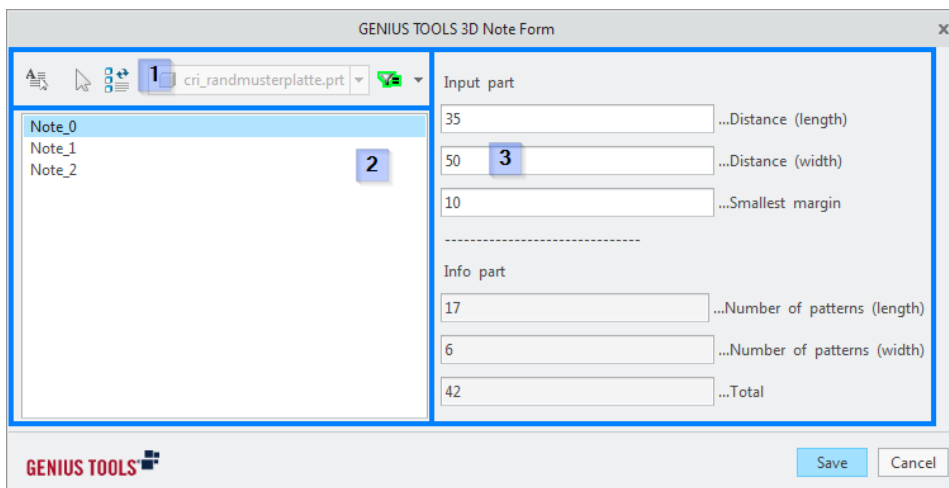 GENIUS TOOLS 3D Note Form
x
A
1
cri_randmusterplatte.prt
Note_0
Note_1
Note_2
2
Input part
35 ...Distance (length)
50 3 ...Distance (width)
10 ...Smallest margin
-------------------------------
Info part
17 ...Number of patterns (length)
6 ...Number of patterns (width)
42 ...Total
GENIUS TOOLS
Save Cancel